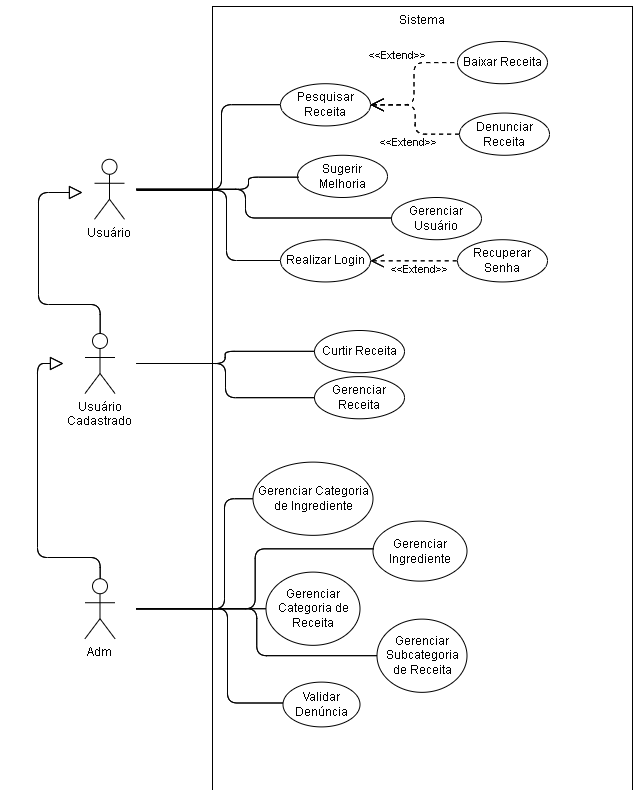 Sistema
<<Extend>>
Baixar Receita
Pesquisar
Receita
Denunciar
Receita
<<Extend>>
Sugerir
Melhoria
Gerenciar
Usuário
Usuário
Realizar Login
<<Extend>>
Recuperar
Senha
Curtir Receita
Gerenciar
Receita
Usuário
Cadastrado
Gerenciar Categoria
de Ingrediente
Gerenciar
Ingrediente
Gerenciar
Categoria de
Receita
Gerenciar
Subcategoria
de Receita
Adm
Validar
Denúncia